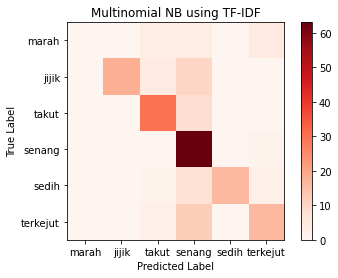 Multinomial NB using TF-IDF
marah
jijik
takut
senang
sedih
terkejut
True Label
marah jijik takut senang sedih terkejut
Predicted Label
60
50
40
30
20
10
0